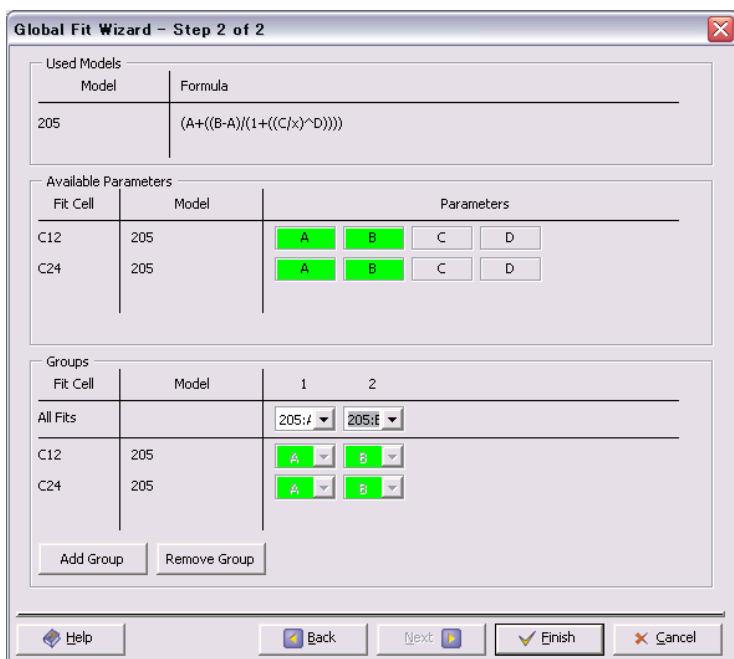 Global Fit Wizard - Step 2 of 2
Used Models
Model Formula
205 (A+((B-A)/(1+((C/x)^D))))
Available Parameters
Fit Cell Model Parameters
C12 205 A B C D
C24 205 A B C D
Groups
Fit Cell Model 1 2
All Fits 205:A 205:B
C12 205 A B
C24 205 A B
Add Group Remove Group
Help Back Next Finish Cancel